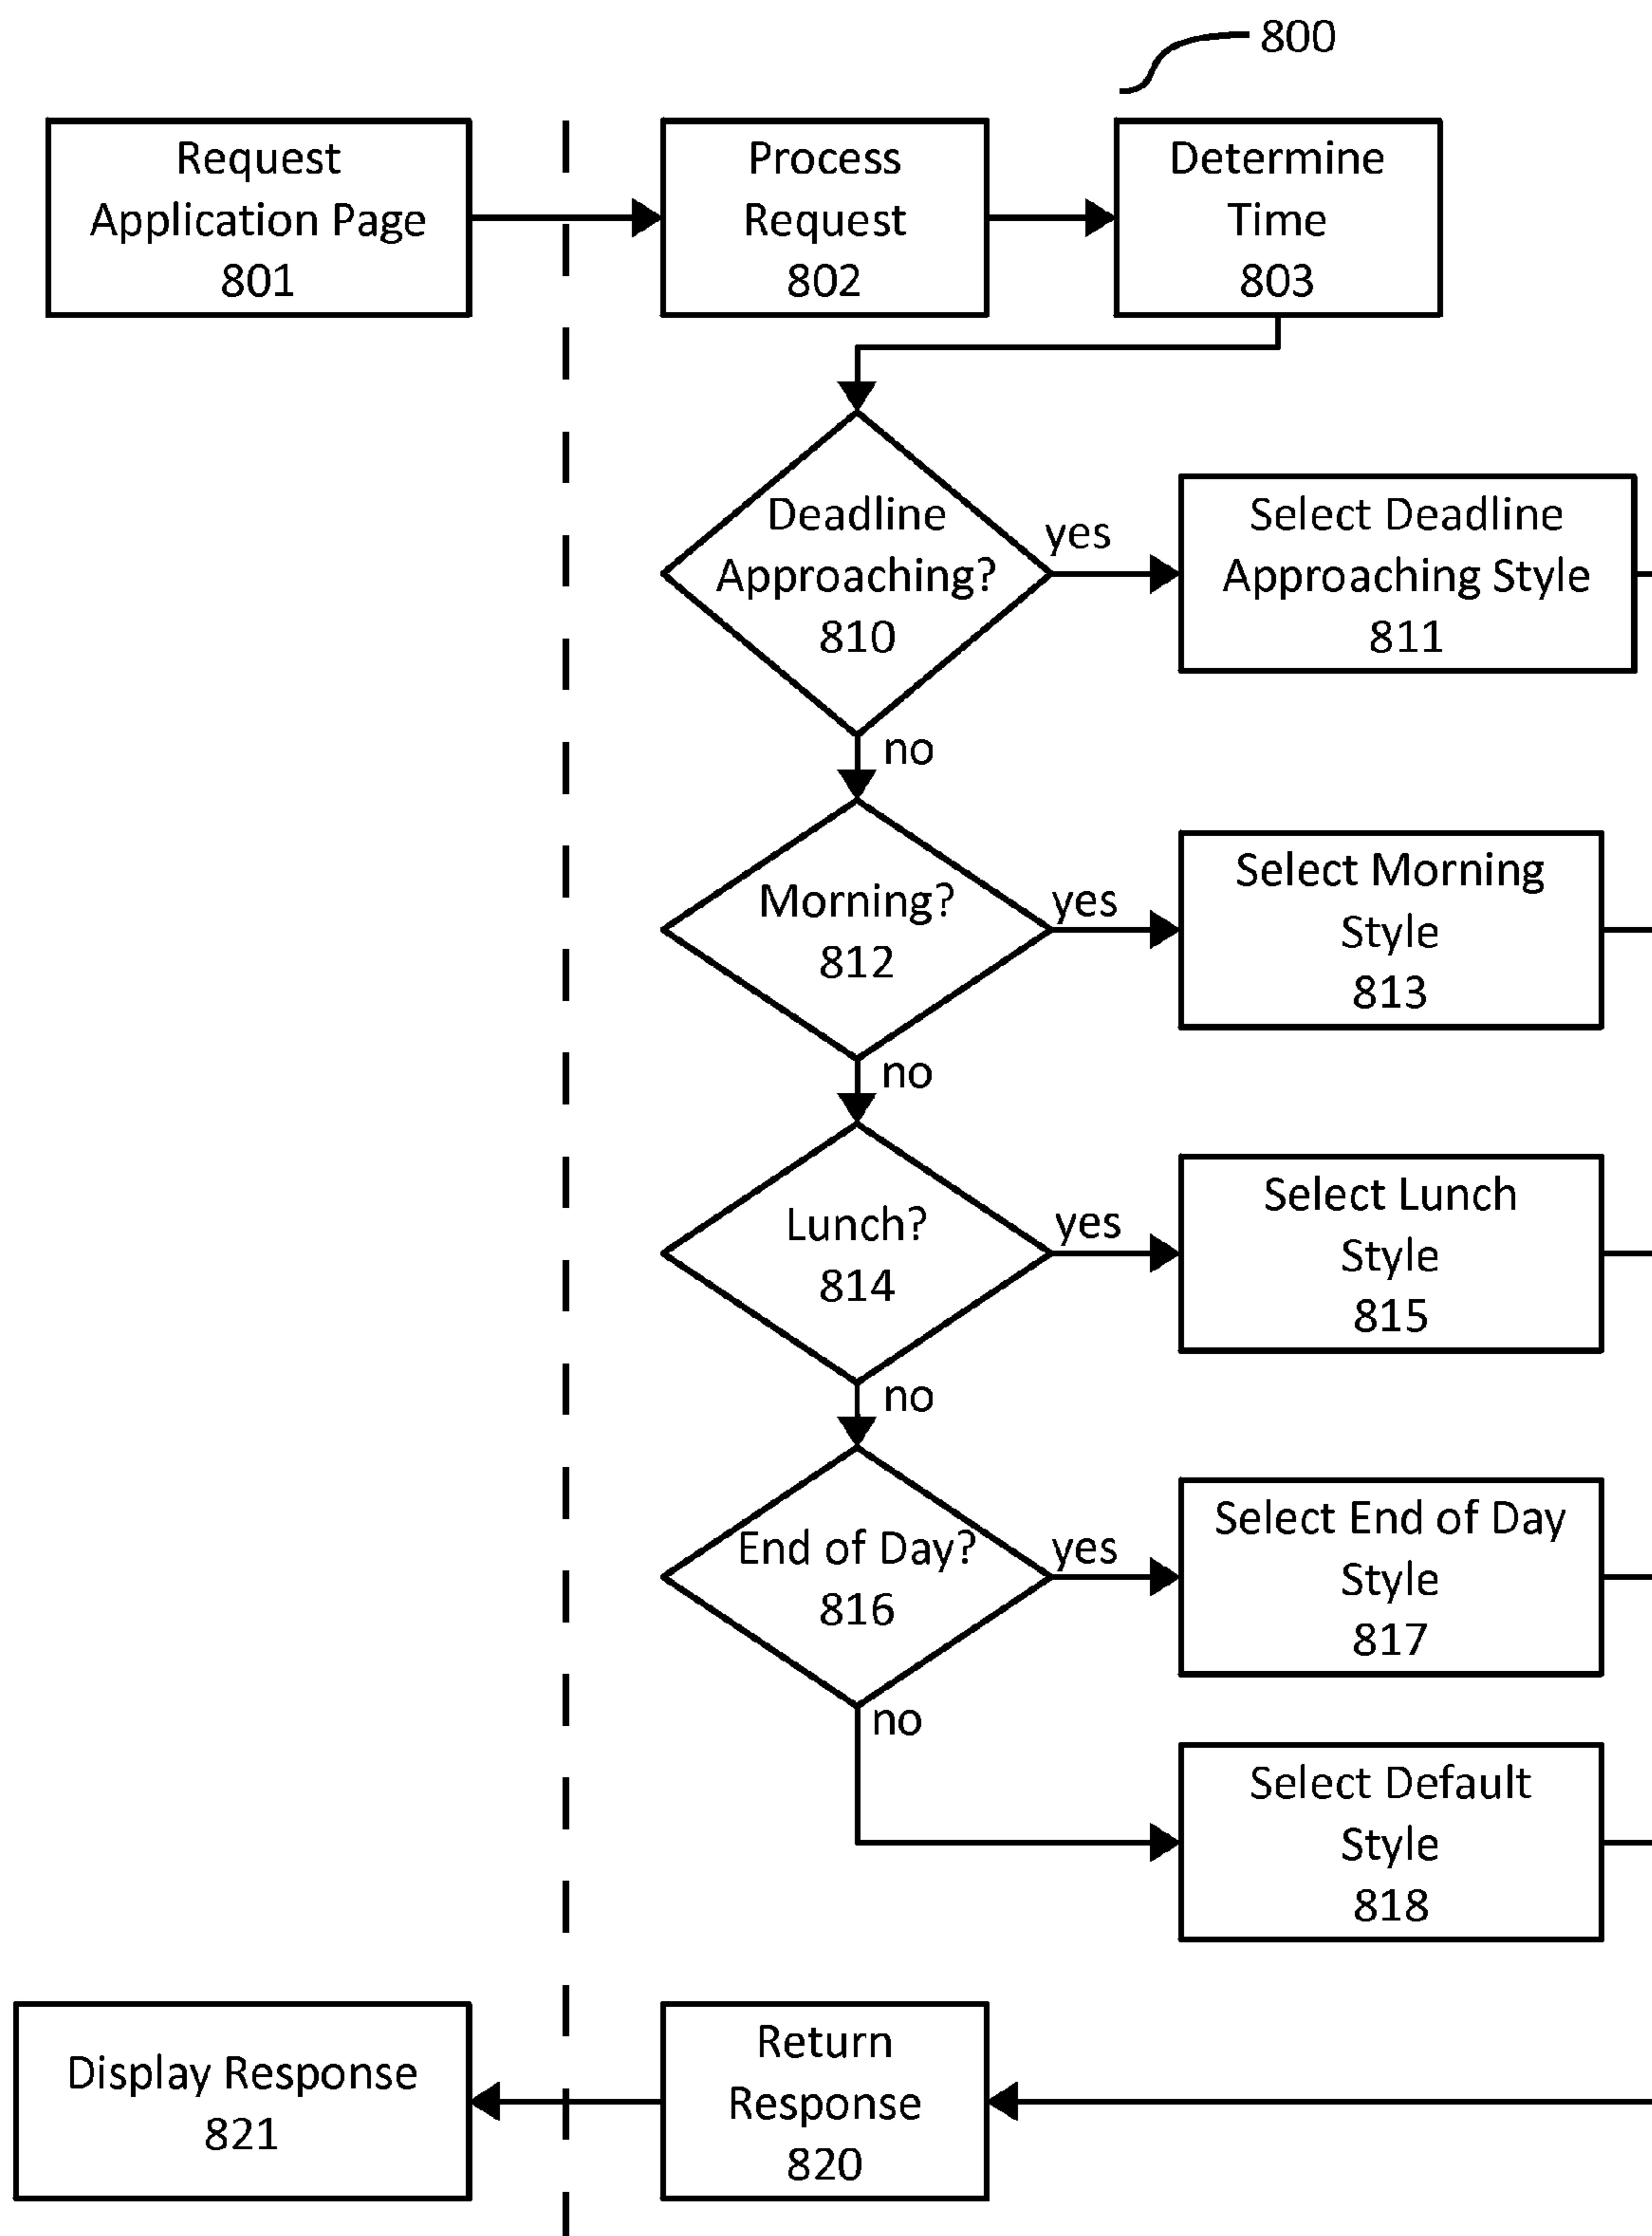 800
Request
Application Page
801
Process
Request
802
Determine
Time
803
Deadline
Approaching?
810
yes
Select Deadline
Approaching Style
811
no
Morning?
812
yes
Select Morning
Style
813
no
Lunch?
814
yes
Select Lunch
Style
815
no
End of Day?
816
yes
Select End of Day
Style
817
no
Select Default
Style
818
Display Response
821
Return
Response
820